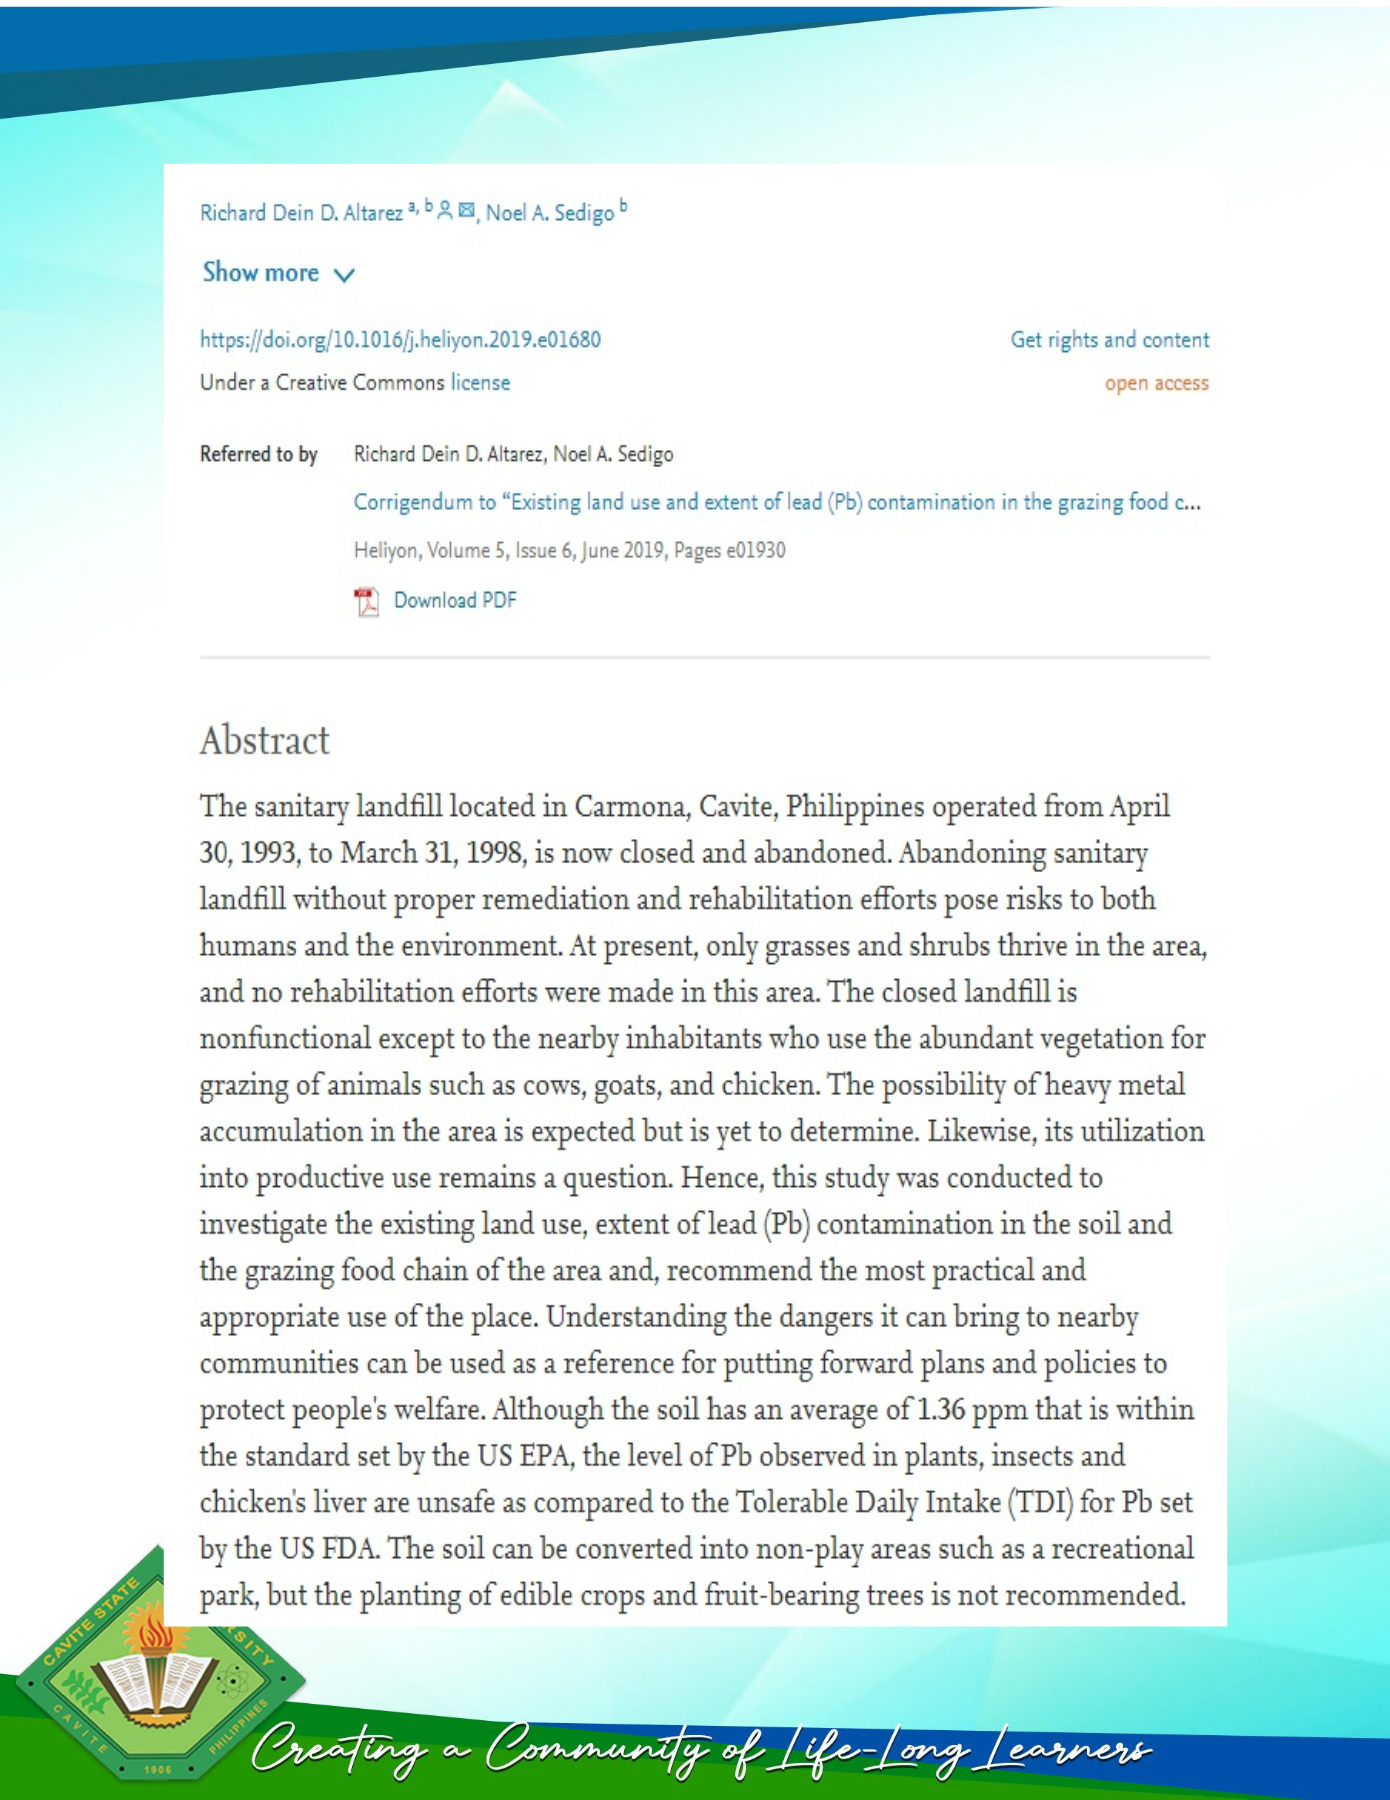 Richard Dein D. Altarez a, b, Noel A. Sedigo b
Show more
https://doi.org/10.1016/j.heliyon.2019.e01680
Get rights and content
Under a Creative Commons license
open access
Referred to by
Richard Dein D. Altarez, Noel A. Sedigo
Corrigendum to “Existing land use and extent of lead (Pb) contamination in the grazing food c...
Heliyon, Volume 5, Issue 6, June 2019, Pages e01930
Download PDF
Abstract
The sanitary landfill located in Carmona, Cavite, Philippines operated from April
30, 1993, to March 31, 1998, is now closed and abandoned. Abandoning sanitary
landfill without proper remediation and rehabilitation efforts pose risks to both
humans and the environment. At present, only grasses and shrubs thrive in the area,
and no rehabilitation efforts were made in this area. The closed landfill is
nonfunctional except to the nearby inhabitants who use the abundant vegetation for
grazing of animals such as cows, goats, and chicken. The possibility of heavy metal
accumulation in the area is expected but is yet to determine. Likewise, its utilization
into productive use remains a question. Hence, this study was conducted to
investigate the existing land use, extent of lead (Pb) contamination in the soil and
the grazing food chain of the area and, recommend the most practical and
appropriate use of the place. Understanding the dangers it can bring to nearby
communities can be used as a reference for putting forward plans and policies to
protect people's welfare. Although the soil has an average of 1.36 ppm that is within
the standard set by the US EPA, the level of Pb observed in plants, insects and
chicken's liver are unsafe as compared to the Tolerable Daily Intake (TDI) for Pb set
by the US FDA. The soil can be converted into non-play areas such as a recreational
park, but the planting of edible crops and fruit-bearing trees is not recommended.
CAVITE STATE
RSITY
CAVITE
PHILIPPINES
1906
Creating a Community of Life-Long Learners